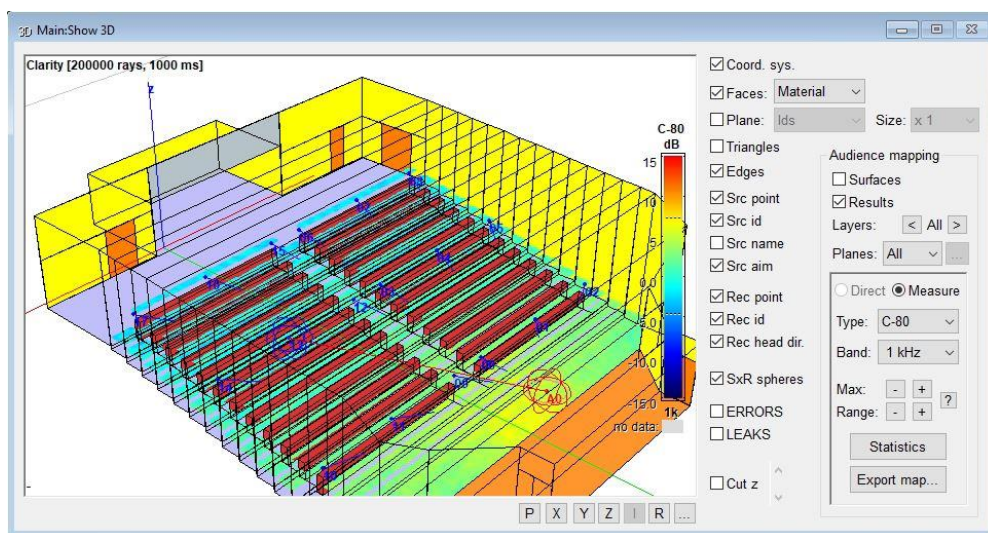 3D Main:Show 3D
Clarity [200000 rays, 1000 ms]
z
C-80
dB
15
10
5
0.0
-5.0
-10.0
-15.0
1k
no data:
A0
P X Y Z I R ...
Coord. sys.
Faces: Material
Plane: Ids Size: x 1
Triangles
Edges
Src point
Src id
Src name
Src aim
Rec point
Rec id
Rec head dir.
SxR spheres
ERRORS
LEAKS
Cut z
Audience mapping
Surfaces
Results
Layers: < All >
Planes: All ...
Direct Measure
Type: C-80
Band: 1 kHz
Max: - +
?
Range: - +
Statistics
Export map...